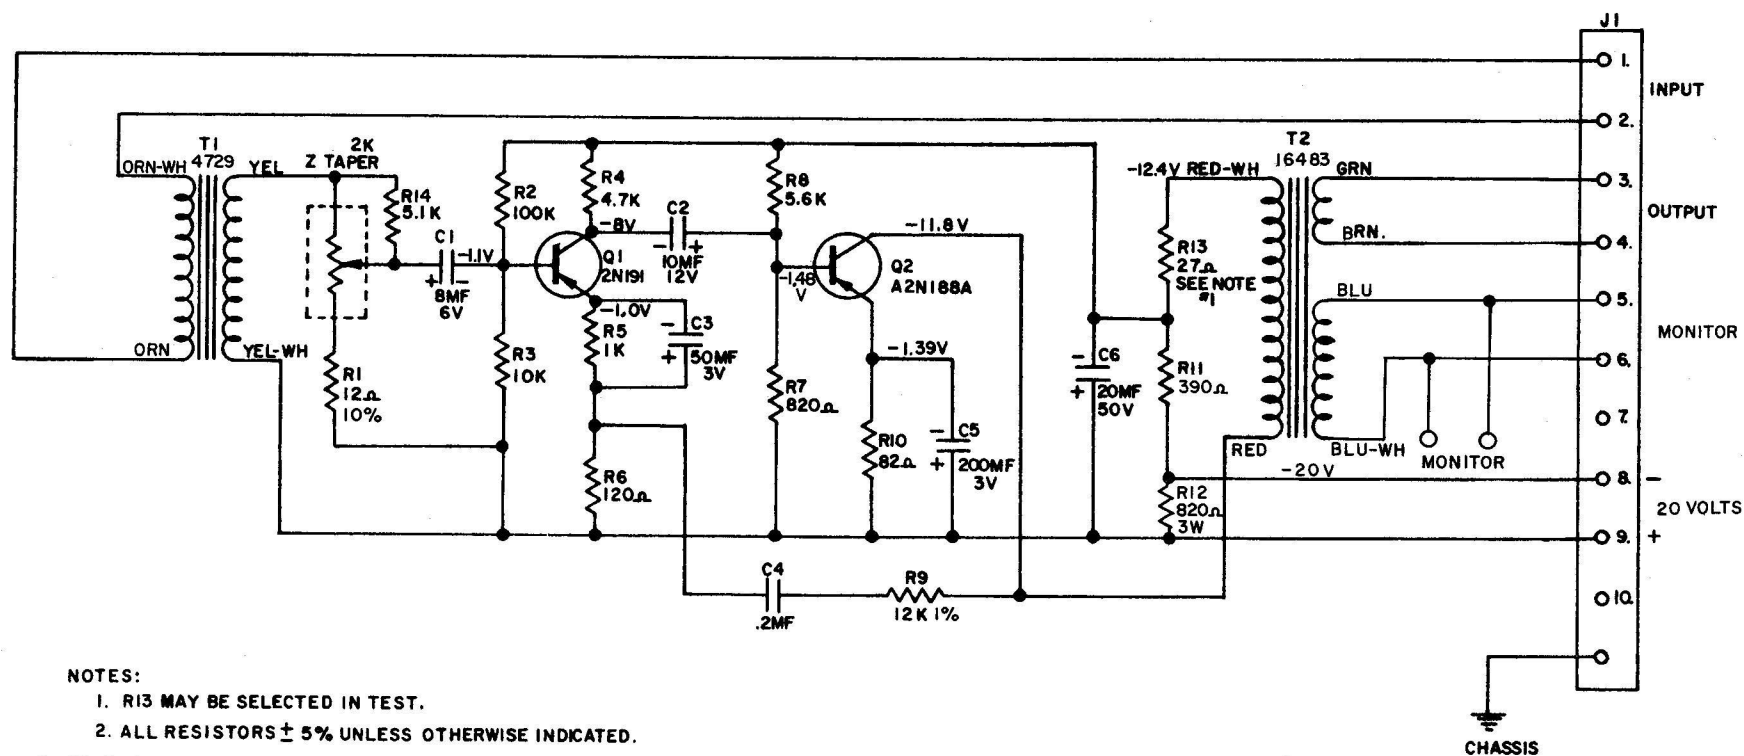 J1
1.
INPUT
2.
T1
4729
ORN-WH
YEL
2K
Z TAPER
R14
5.1K
R2
100K
R4
4.7K
R8
5.6K
-12.4V RED-WH
T2
16483
GRN
3.
OUTPUT
BRN.
4.
C1
-1.1V
+ -
8MF
6V
-8V
C2
- +
10MF
12V
Q1
2N191
-11.8V
Q2
A2N188A
-1.48
V
R13
27Ω
SEE NOTE
#1
BLU
5.
MONITOR
6.
ORN
YEL-WH
R1
12Ω
10%
R3
10K
-1.0V
R5
1K
-
C3
+
50MF
3V
R7
820Ω
-1.39V
-
C6
+
20MF
50V
R11
390Ω
7.
R10
82Ω
-
C5
+
200MF
3V
RED
BLU-WH
MONITOR
-20V
8.
-
R6
120Ω
R12
820Ω
3W
20 VOLTS
9.
+
C4
.2MF
R9
12K 1%
10.
CHASSIS
NOTES:
1. R13 MAY BE SELECTED IN TEST.
2. ALL RESISTORS ± 5% UNLESS OTHERWISE INDICATED.